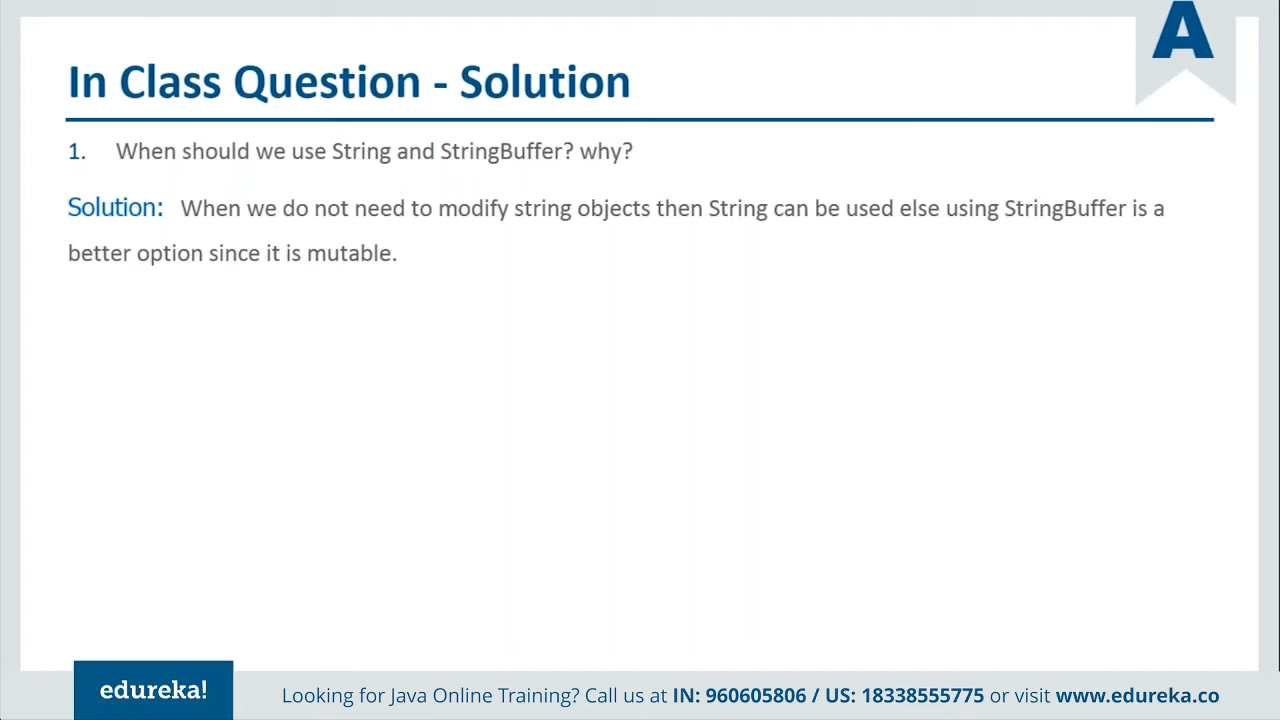 A
In Class Question - Solution
1. When should we use String and StringBuffer? why?
Solution: When we do not need to modify string objects then String can be used else using StringBuffer is a
better option since it is mutable.
edureka!
Looking for Java Online Training? Call us at IN: 960605806 / US: 18338555775 or visit www.edureka.co